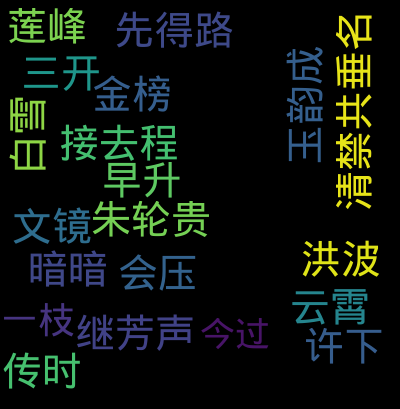 莲峰
先得路
三开
金榜
白雪
接去程
早升
玉韵成
清禁共垂名
文镜
朱轮贵
暗暗
会压
洪波
云霄
一枝
继芳声
今过
许下
传时